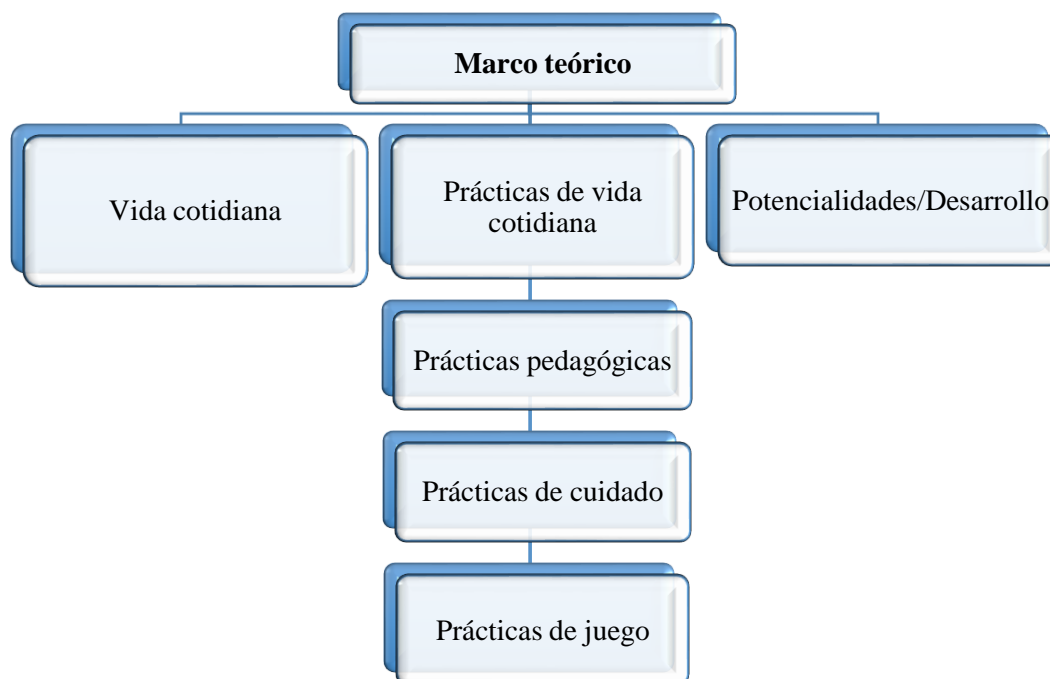 Marco teórico
Vida cotidiana
Prácticas de vida
cotidiana
Potencialidades/Desarrollo
Prácticas pedagógicas
Prácticas de cuidado
Prácticas de juego